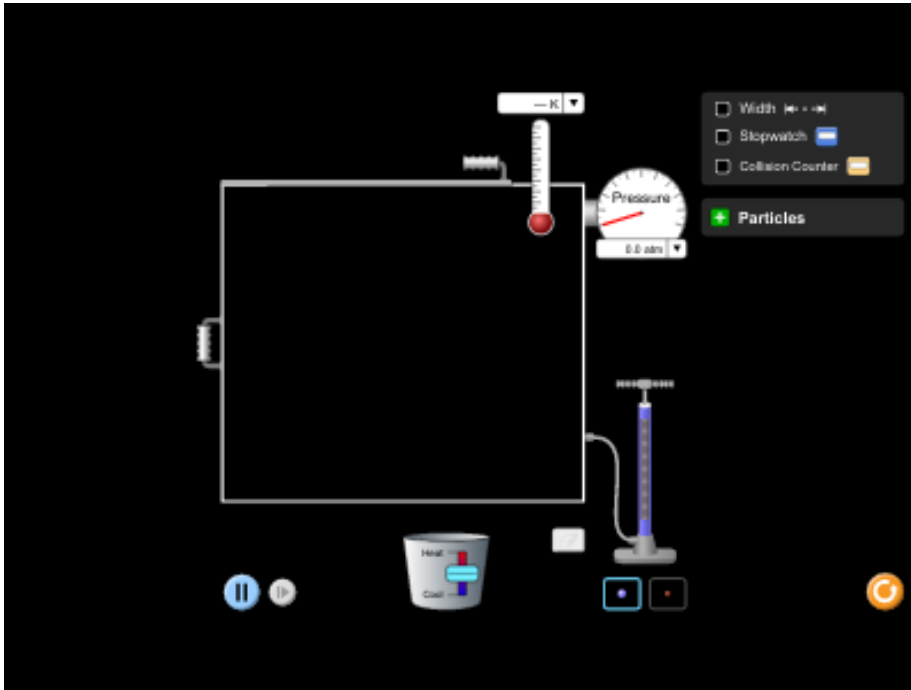 — K
Width
Stopwatch
Collision Counter
Pressure
Particles
0.0 atm
Heat
Cool